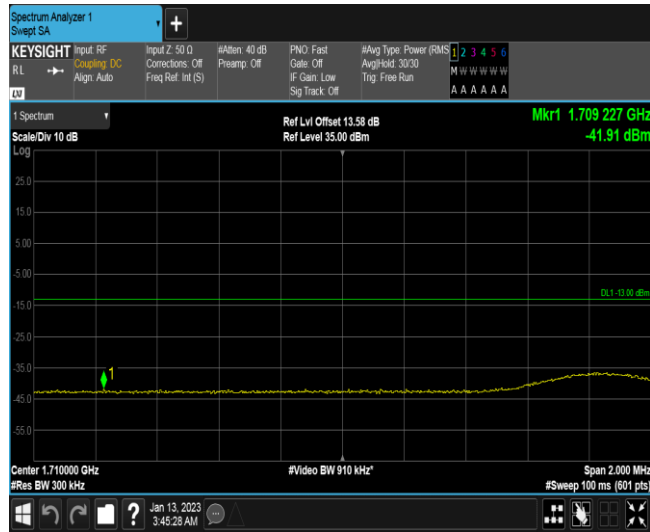 Spectrum Analyzer 1
Swept SA
+
KEYSIGHT
RL
LXI
Input: RF
Coupling: DC
Align: Auto
Input Z: 50 Ω
Corrections: Off
Freq Ref: Int (S)
#Atten: 40 dB
Preamp: Off
PNO: Fast
Gate: Off
IF Gain: Low
Sig Track: Off
#Avg Type: Power (RMS
Avg|Hold: 30/30
Trig: Free Run
1 2 3 4 5 6
M W W W W W
A A A A A A
1 Spectrum
Scale/Div 10 dB
Ref Lvl Offset 13.58 dB
Ref Level 35.00 dBm
Mkr1 1.709 227 GHz
-41.91 dBm
Log
25.0
15.0
5.00
-5.00
DL1 -13.00 dBm
-15.0
-25.0
-35.0
1
-45.0
-55.0
Center 1.710000 GHz
#Video BW 910 kHz*
Span 2.000 MHz
#Res BW 300 kHz
#Sweep 100 ms (601 pts)
?
Jan 13, 2023
3:45:28 AM